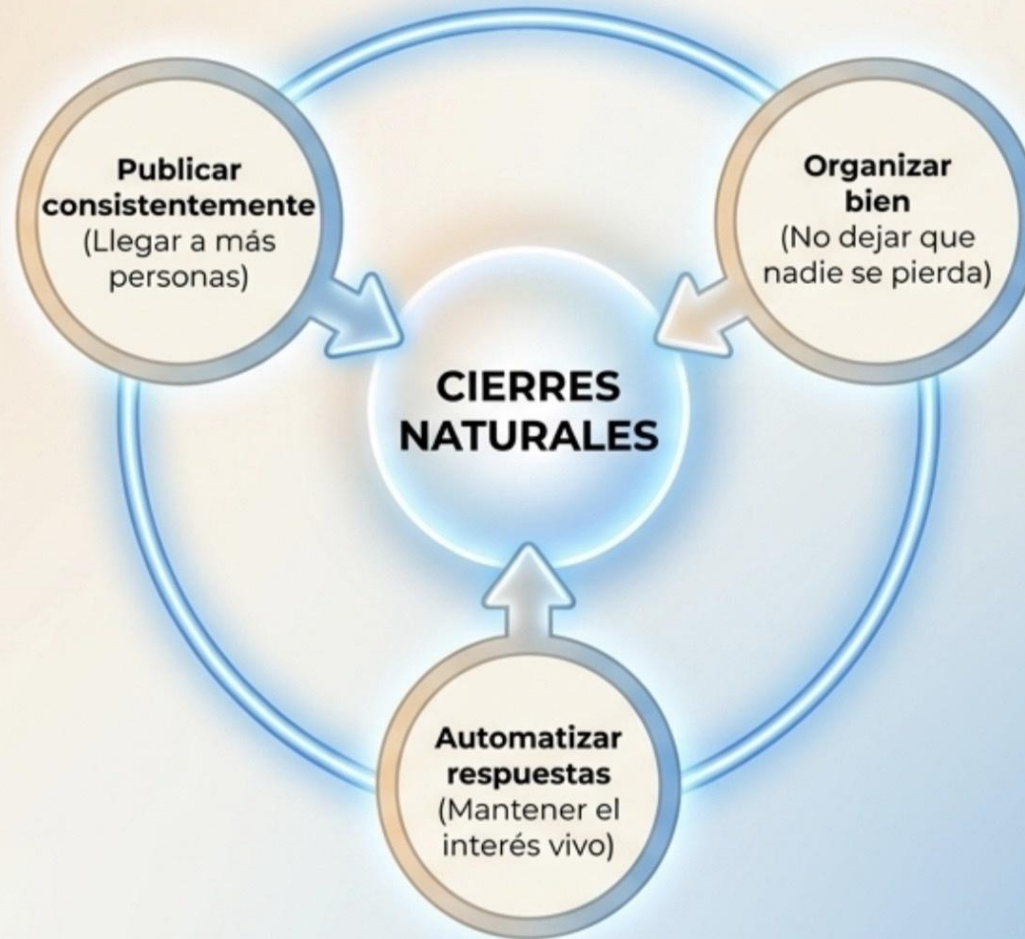 Publicar
consistentemente
(Llegar a más
personas)
Organizar
bien
(No dejar que
nadie se pierda)
CIERRES
NATURALES
Automatizar
respuestas
(Mantener el
interés vivo)